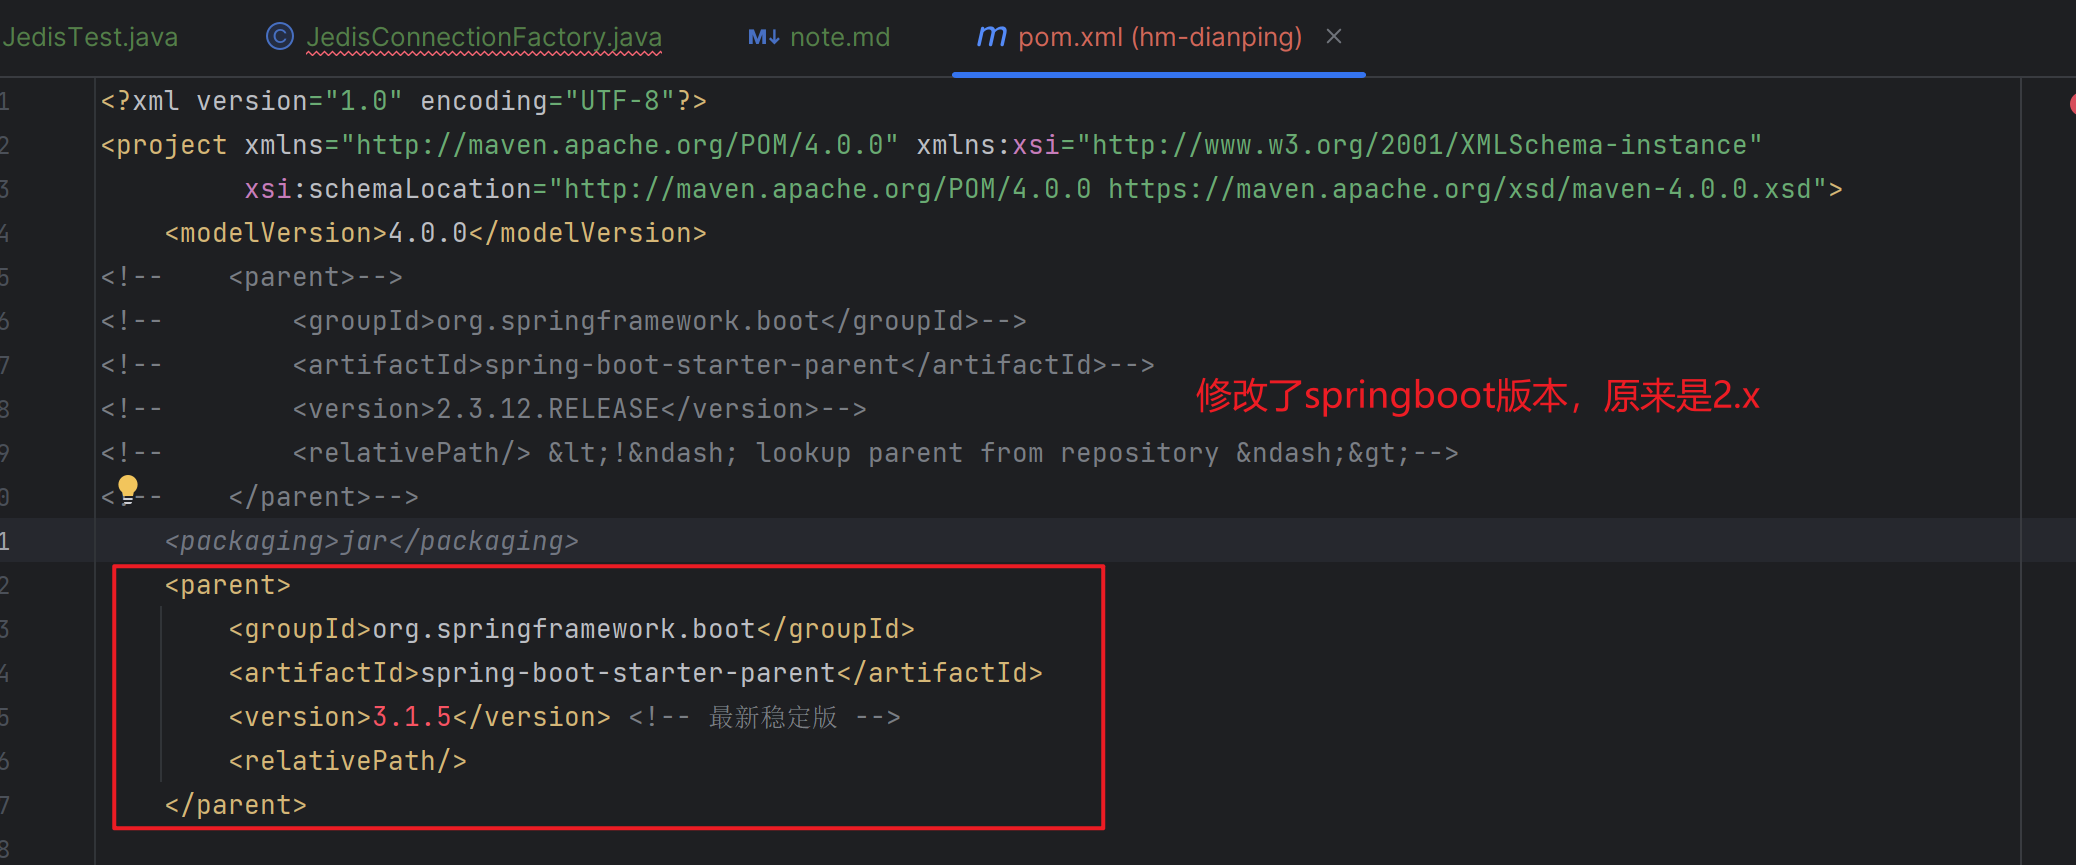 JedisTest.java JedisConnectionFactory.java M↓ note.md m pom.xml (hm-dianping) ×
1 <?xml version="1.0" encoding="UTF-8"?>
2 <project xmlns="http://maven.apache.org/POM/4.0.0" xmlns:xsi="http://www.w3.org/2001/XMLSchema-instance"
3 xsi:schemaLocation="http://maven.apache.org/POM/4.0.0 https://maven.apache.org/xsd/maven-4.0.0.xsd">
4 <modelVersion>4.0.0</modelVersion>
5 <!-- <parent>-->
6 <!-- <groupId>org.springframework.boot</groupId>-->
7 <!-- <artifactId>spring-boot-starter-parent</artifactId>-->
修改了springboot版本，原来是2.x
8 <!-- <version>2.3.12.RELEASE</version>-->
9 <!-- <relativePath/> &lt;!&ndash; lookup parent from repository &ndash;&gt;-->
0 <!-- </parent>-->
1 <packaging>jar</packaging>
2 <parent>
3 <groupId>org.springframework.boot</groupId>
4 <artifactId>spring-boot-starter-parent</artifactId>
5 <version>3.1.5</version> <!-- 最新稳定版 -->
6 <relativePath/>
7 </parent>
8